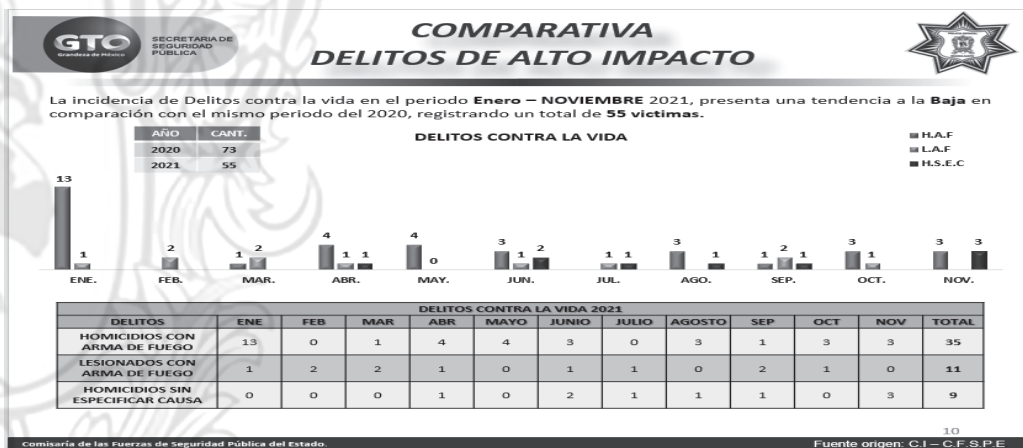 GTO
Grandeza de México
SECRETARIA DE
SEGURIDAD
PÚBLICA
COMPARATIVA
DELITOS DE ALTO IMPACTO
La incidencia de Delitos contra la vida en el periodo Enero – NOVIEMBRE 2021, presenta una tendencia a la Baja en
comparación con el mismo periodo del 2020, registrando un total de 55 victimas.
AÑO CANT.
2020 73
2021 55
DELITOS CONTRA LA VIDA
H.A.F
L.A.F
H.S.E.C
13 1 2 1 2 4 1 1 4 0 3 1 2 1 1 3 1 1 2 1 3 1 3 3
ENE. FEB. MAR. ABR. MAY. JUN. JUL. AGO. SEP. OCT. NOV.
DELITOS CONTRA LA VIDA 2021
DELITOS ENE FEB MAR ABR MAYO JUNIO JULIO AGOSTO SEP OCT NOV TOTAL
HOMICIDIOS CON
ARMA DE FUEGO 13 0 1 4 4 3 0 3 1 3 3 35
LESIONADOS CON
ARMA DE FUEGO 1 2 2 1 0 1 1 0 2 1 0 11
HOMICIDIOS SIN
ESPECIFICAR CAUSA 0 0 0 1 0 2 1 1 1 0 3 9
10
Comisaría de las Fuerzas de Seguridad Pública del Estado.
Fuente origen: C.I – C.F.S.P.E